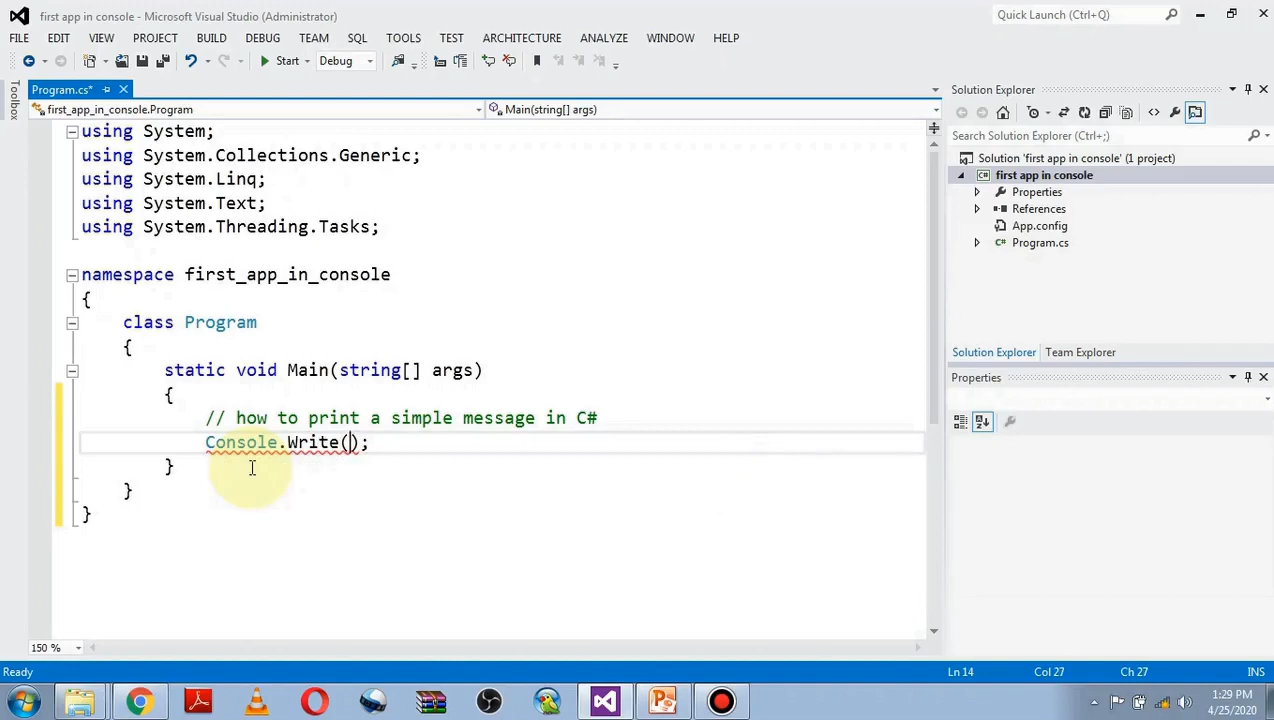 first app in console - Microsoft Visual Studio (Administrator)
Quick Launch (Ctrl+Q)
FILE EDIT VIEW PROJECT BUILD DEBUG TEAM SQL TOOLS TEST ARCHITECTURE ANALYZE WINDOW HELP
Start Debug
Toolbox
Program.cs*
first_app_in_console.Program
Main(string[] args)
using System;
using System.Collections.Generic;
using System.Linq;
using System.Text;
using System.Threading.Tasks;
namespace first_app_in_console
{
class Program
{
static void Main(string[] args)
{
// how to print a simple message in C#
Console.Write();
}
}
}
150 %
Solution Explorer
Search Solution Explorer (Ctrl+;)
Solution 'first app in console' (1 project)
C# first app in console
Properties
References
App.config
C# Program.cs
Solution Explorer Team Explorer
Properties
Ready
Ln 14 Col 27 Ch 27 INS
1:29 PM
4/25/2020